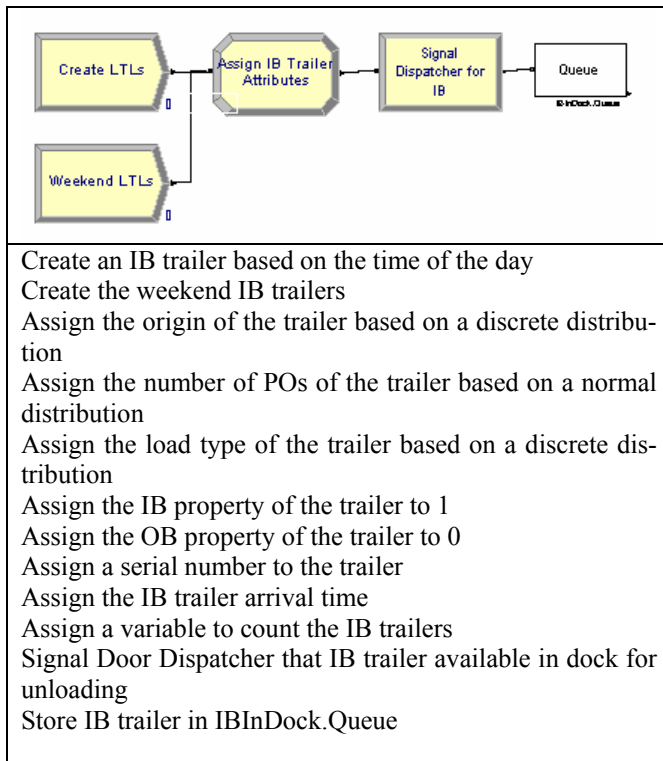 Create LTLs
Assign IB Trailer
Attributes
Signal
Dispatcher for
IB
Queue
IBInDock.Queue
0
Weekend LTLs
0
Create an IB trailer based on the time of the day
Create the weekend IB trailers
Assign the origin of the trailer based on a discrete distribu-
tion
Assign the number of POs of the trailer based on a normal
distribution
Assign the load type of the trailer based on a discrete dis-
tribution
Assign the IB property of the trailer to 1
Assign the OB property of the trailer to 0
Assign a serial number to the trailer
Assign the IB trailer arrival time
Assign a variable to count the IB trailers
Signal Door Dispatcher that IB trailer available in dock for
unloading
Store IB trailer in IBInDock.Queue